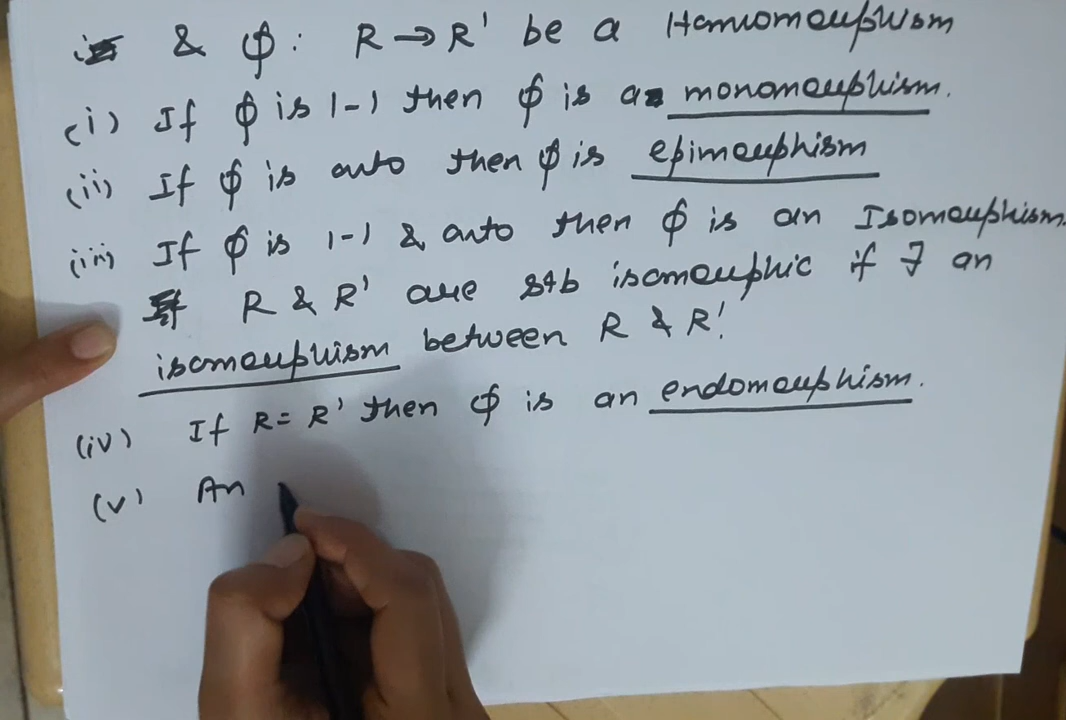 & φ: R → R' be a Homomorphism
(i) If φ is 1-1 then φ is a monomorphism.
(ii) If φ is onto then φ is epimorphism
(iii) If φ is 1-1 & onto then φ is an Isomorphism.
R & R' are stb isomorphic if ∃ an
isomorphism between R & R'.
(iv) If R = R' then φ is an endomorphism.
(v) An